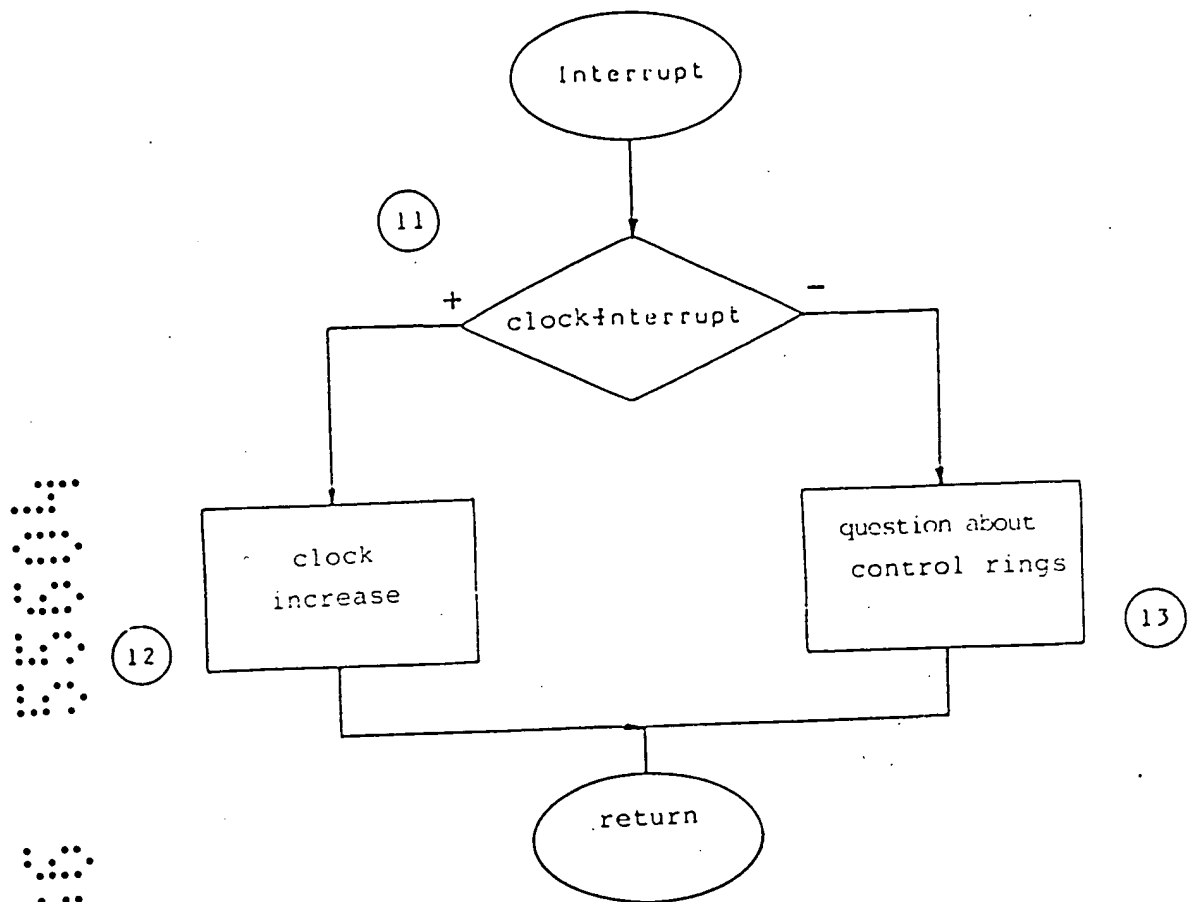 Interrupt
11
+
-
clock-Interrupt
clock
increase
question about
control rings
12
13
return